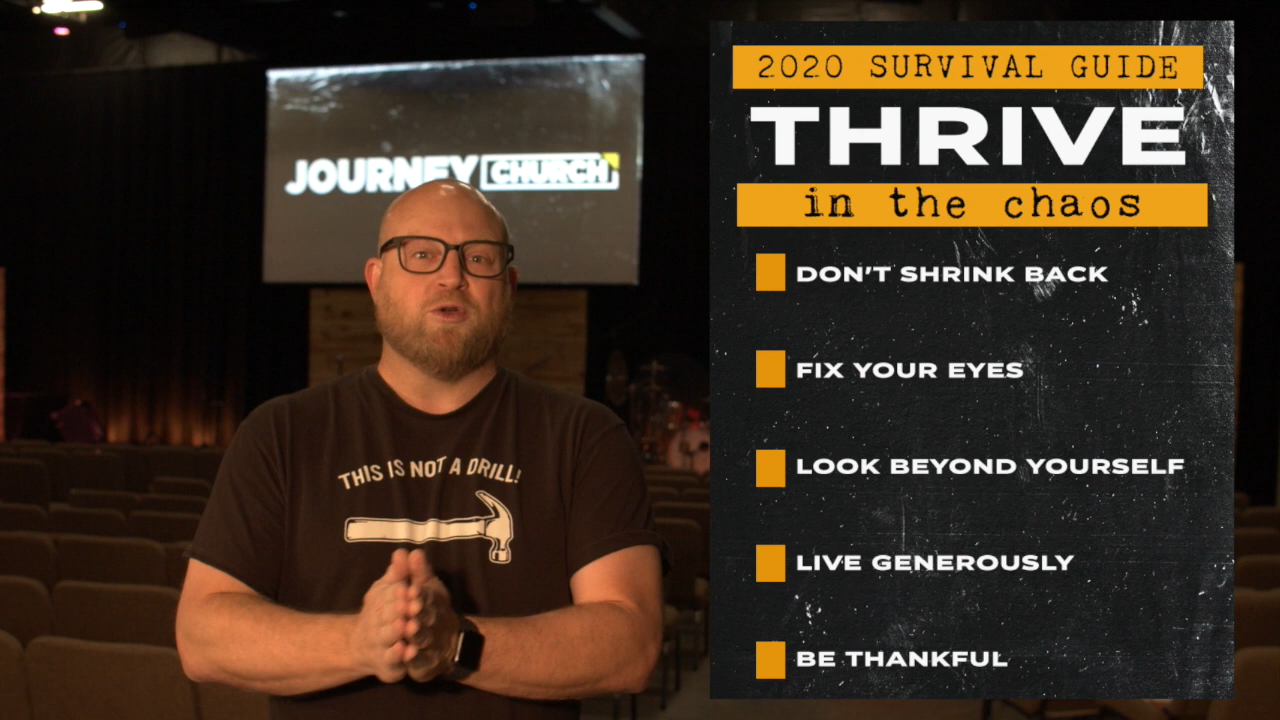 JOURNEY CHURCH
THIS IS NOT A DRILL!
2020 SURVIVAL GUIDE
THRIVE
in the chaos
DON'T SHRINK BACK
FIX YOUR EYES
LOOK BEYOND YOURSELF
LIVE GENEROUSLY
BE THANKFUL